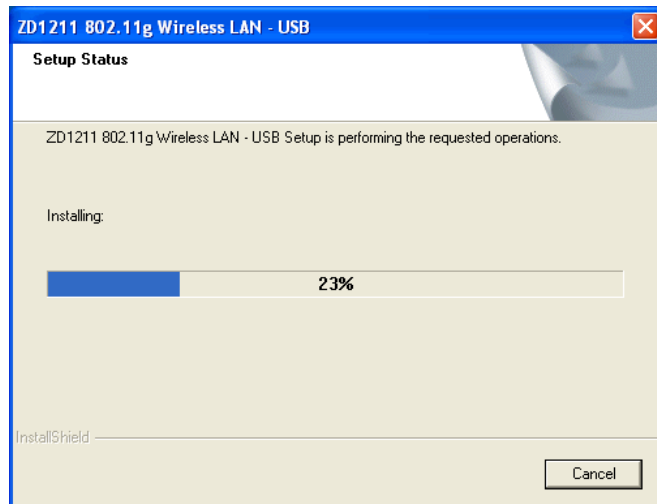 ZD1211 802.11g Wireless LAN - USB
Setup Status
ZD1211 802.11g Wireless LAN - USB Setup is performing the requested operations.
Installing:
23%
InstallShield
Cancel